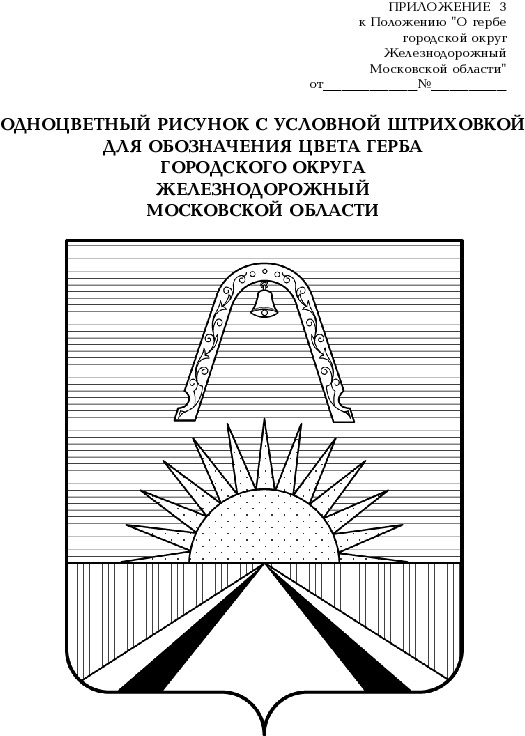 ПРИЛОЖЕНИЕ 3
к Положению "О гербе
городской округ
Железнодорожный
Московской области"
от_____________№__________
ОДНОЦВЕТНЫЙ РИСУНОК С УСЛОВНОЙ ШТРИХОВКОЙ
ДЛЯ ОБОЗНАЧЕНИЯ ЦВЕТА ГЕРБА
ГОРОДСКОГО ОКРУГА
ЖЕЛЕЗНОДОРОЖНЫЙ
МОСКОВСКОЙ ОБЛАСТИ